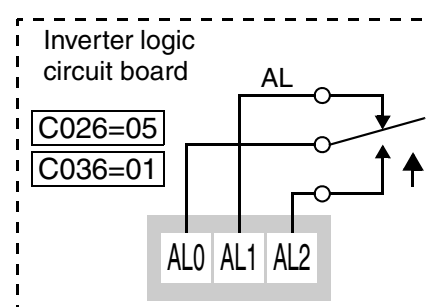 Inverter logic
circuit board
AL
C026=05
C036=01
AL0 AL1 AL2